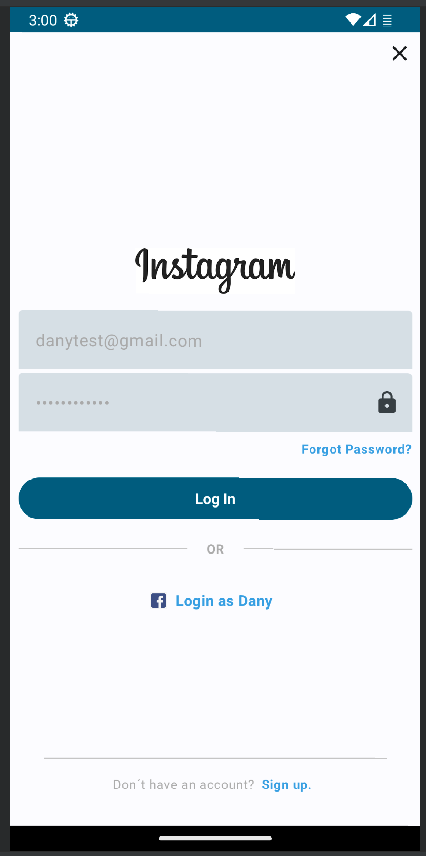 3:00
Instagram
danytest@gmail.com
••••••••••••
Forgot Password?
Log In
OR
Login as Dany
Don´t have an account? Sign up.